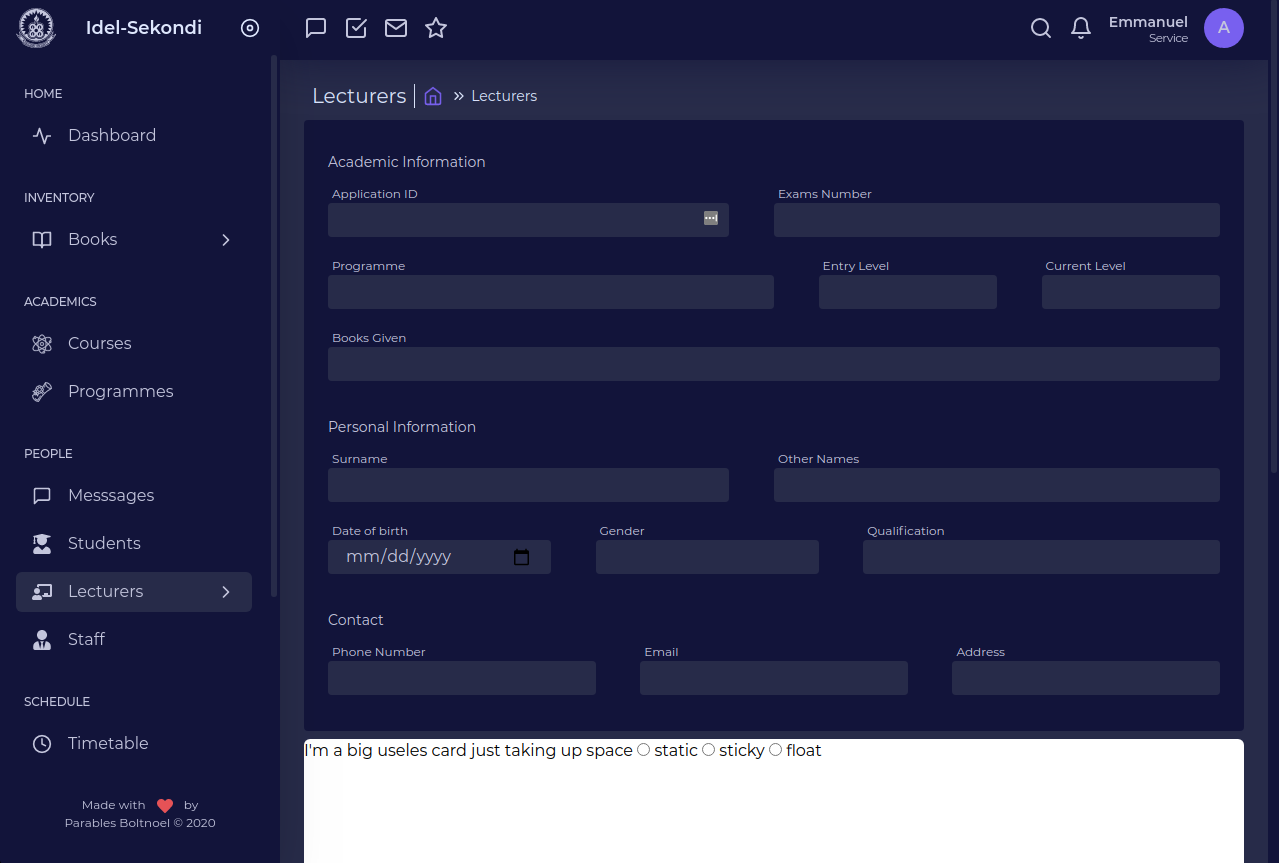 Idel-Sekondi
Emmanuel
Service
A
HOME
Dashboard
INVENTORY
Books
ACADEMICS
Courses
Programmes
PEOPLE
Messsages
Students
Lecturers
Staff
SCHEDULE
Timetable
Made with by
Parables Boltnoel © 2020
Lecturers » Lecturers
Academic Information
Application ID Exams Number
Programme Entry Level Current Level
Books Given
Personal Information
Surname Other Names
Date of birth Gender Qualification
mm/dd/yyyy
Contact
Phone Number Email Address
I'm a big useles card just taking up space static sticky float